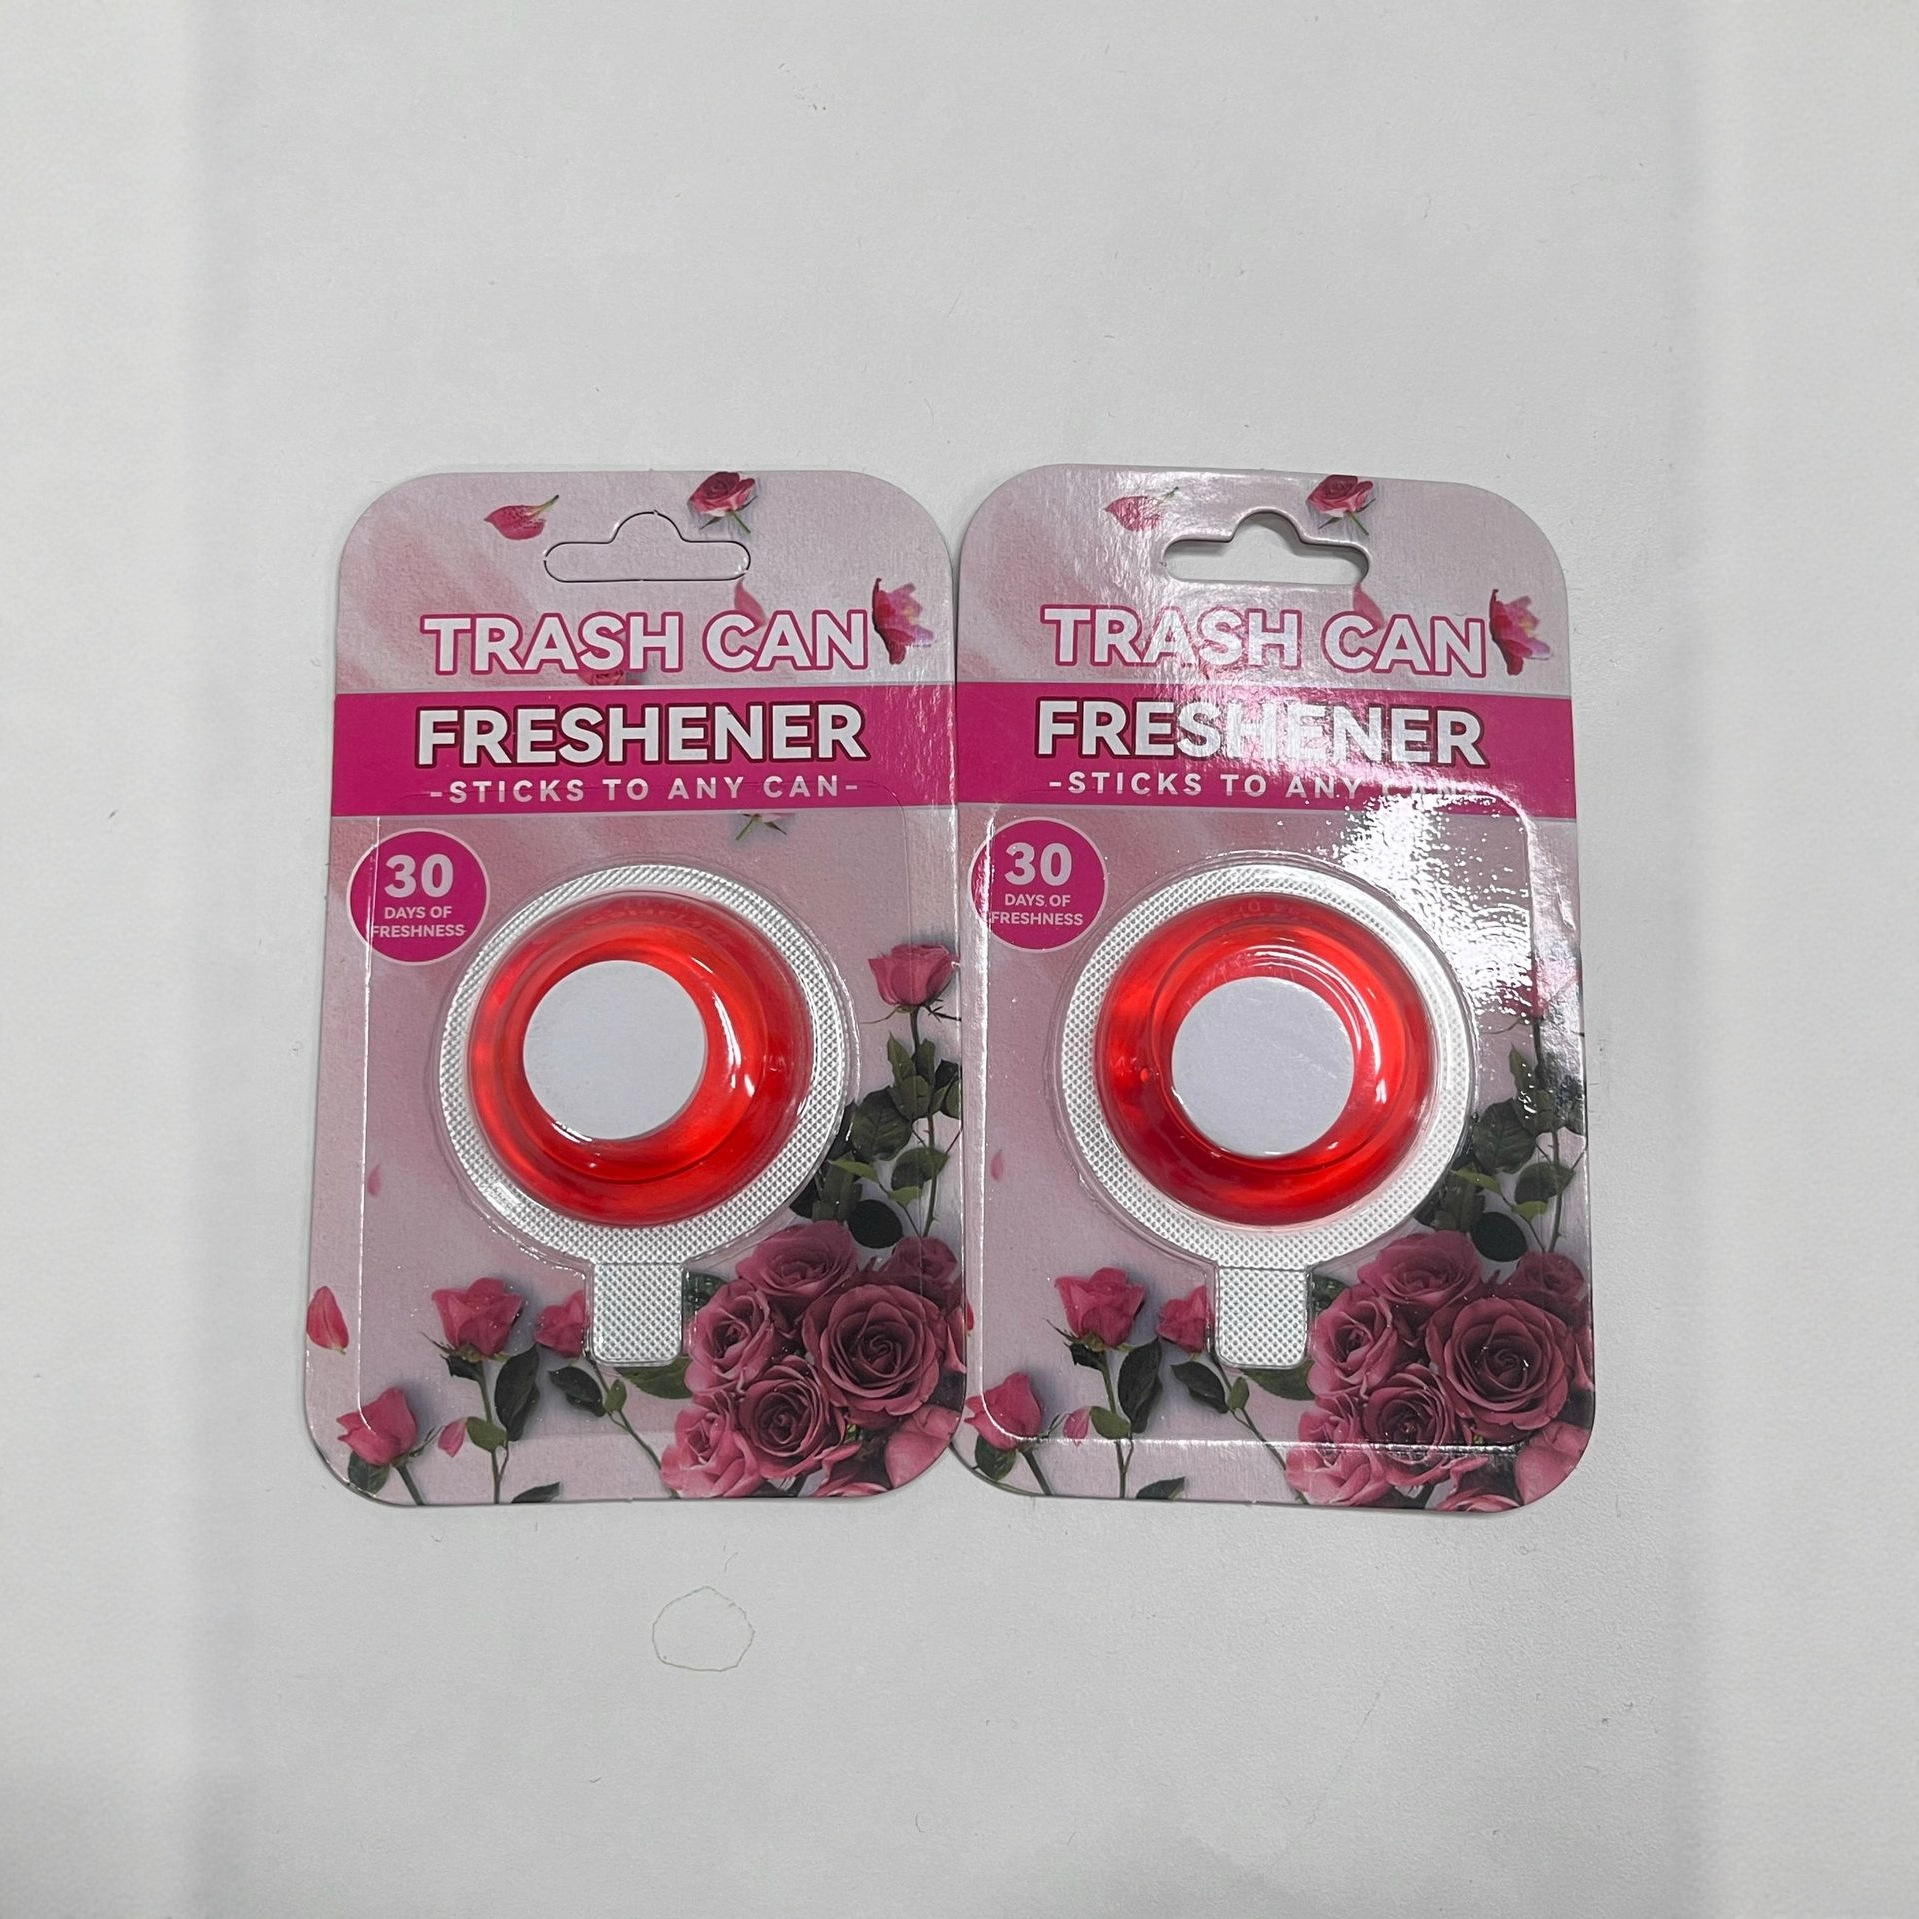 TRASH CAN
FRESHENER
-STICKS TO ANY CAN-
30
DAYS OF
FRESHNESS
TRASH CAN
FRESHENER
-STICKS TO ANY CAN-
30
DAYS OF
FRESHNESS